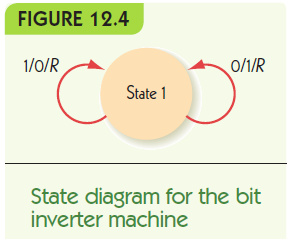 FIGURE 12.4
1/0/R
0/1/R
State 1
State diagram for the bit
inverter machine